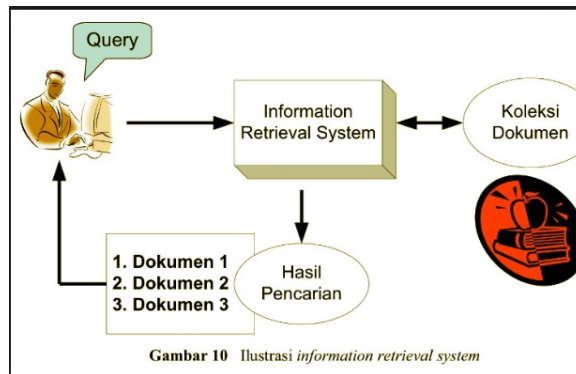 Query
Information
Retrieval System
Koleksi
Dokumen
1. Dokumen 1
2. Dokumen 2
3. Dokumen 3
Hasil
Pencarian
Gambar 10 Ilustrasi information retrieval system